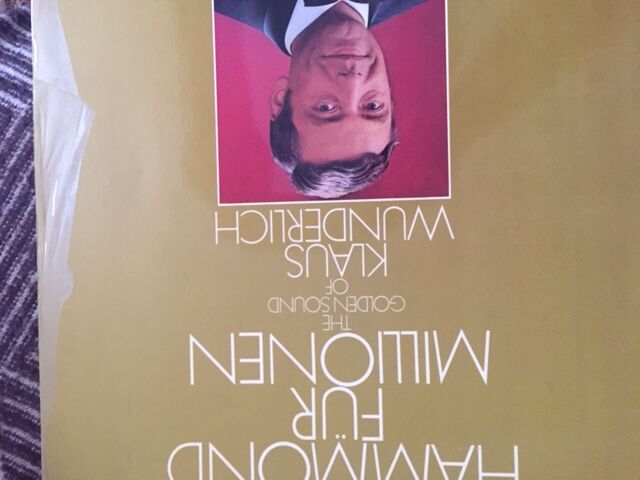 HAMMOND
FÜR
MILLIONEN
THE
GOLDEN SOUND
OF
KLAUS
WUNDERLICH